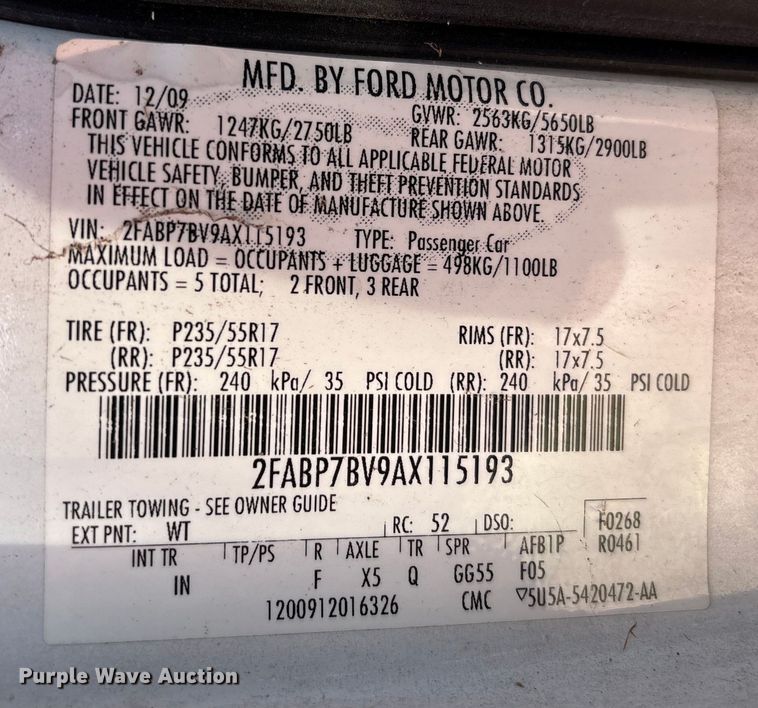 MFD. BY FORD MOTOR CO.
DATE: 12/09 GVWR: 2563KG/5650LB
FRONT GAWR: 1247KG/2750LB REAR GAWR: 1315KG/2900LB
THIS VEHICLE CONFORMS TO ALL APPLICABLE FEDERAL MOTOR
VEHICLE SAFETY, BUMPER, AND THEFT PREVENTION STANDARDS
IN EFFECT ON THE DATE OF MANUFACTURE SHOWN ABOVE.
VIN: 2FABP7BV9AX115193 TYPE: Passenger Car
MAXIMUM LOAD = OCCUPANTS + LUGGAGE = 498KG/1100LB
OCCUPANTS = 5 TOTAL; 2 FRONT, 3 REAR
TIRE (FR): P235/55R17 RIMS (FR): 17x7.5
(RR): P235/55R17 (RR): 17x7.5
PRESSURE (FR): 240 kPa/ 35 PSI COLD (RR): 240 kPa/ 35 PSI COLD
2FABP7BV9AX115193
TRAILER TOWING - SEE OWNER GUIDE
EXT PNT: WT RC: 52 DSO: F0268
INT TR TP/PS R AXLE TR SPR AFB1P R0461
IN F X5 Q GG55 F05
1200912016326 CMC ▽5U5A-5420472-AA
Purple Wave Auction